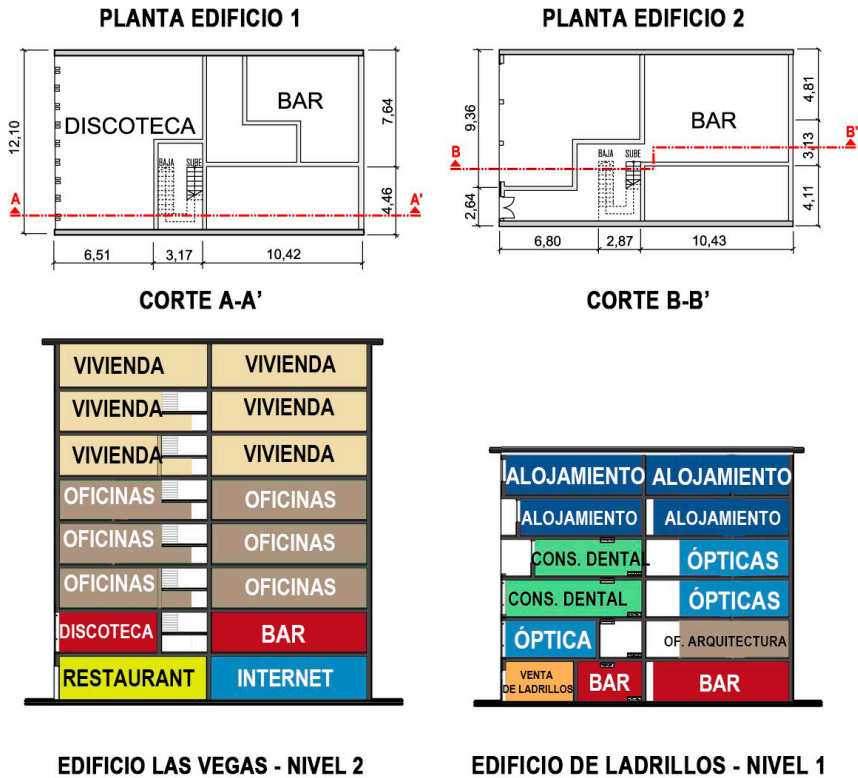 PLANTA EDIFICIO 1
PLANTA EDIFICIO 2
12,10
DISCOTECA
BAR
BAJA
SUBE
7,64
4,46
A
A'
6,51
3,17
10,42
9,36
2,64
BAR
BAJA
SUBE
B
B'
4,81
3,13
4,11
6,80
2,87
10,43
CORTE A-A’
CORTE B-B’
VIVIENDA
VIVIENDA
VIVIENDA
VIVIENDA
VIVIENDA
VIVIENDA
OFICINAS
OFICINAS
OFICINAS
OFICINAS
OFICINAS
OFICINAS
DISCOTECA
BAR
RESTAURANT
INTERNET
ALOJAMIENTO
ALOJAMIENTO
ALOJAMIENTO
ALOJAMIENTO
CONS. DENTAL
ÓPTICAS
CONS. DENTAL
ÓPTICAS
ÓPTICA
OF. ARQUITECTURA
VENTA
DE LADRILLOS
BAR
BAR
EDIFICIO LAS VEGAS - NIVEL 2
EDIFICIO DE LADRILLOS - NIVEL 1